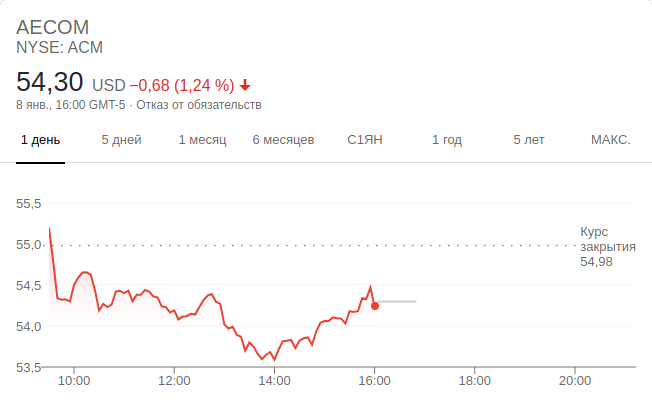 AECOM
NYSE: ACM
54,30 USD −0,68 (1,24 %)
8 янв., 16:00 GMT-5 · Отказ от обязательств
1 день 5 дней 1 месяц 6 месяцев С1ЯН 1 год 5 лет МАКС.
55,5
Курс
закрытия
54,98
55,0
54,5
54,0
53,5
10:00 12:00 14:00 16:00 18:00 20:00